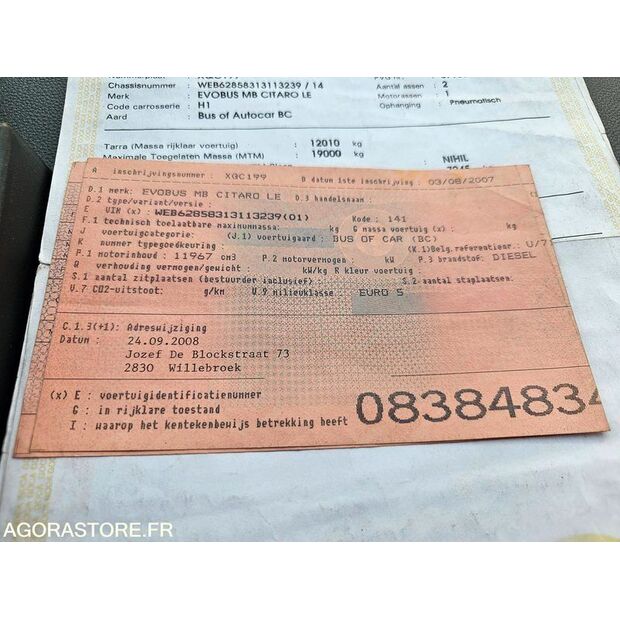 Chassisnummer : WEB62858313113239 / 14
Merk : EVOBUS MB CITARO LE
Code carrosserie : H1
Aard : Bus of Autocar BC
Aantal assen : 2
Motorassen : 1
Ophanging : Pneumatisch
Tarra (Massa rijklaar voertuig) : 12010 kg
Maximale Toegelaten Massa (MTM) : 19000 kg
NIHIL
A inschrijvingsnummer : XGC199 B datum 1ste inschrijving : 03/08/2007
D.1 merk: EVOBUS MB CITARO LE D.3 handelsnaam :
D.2 type/variant/versie :
E VIN (x) : WEB62858313113239(01) Kode : 141
F.1 technisch toelaatbare maximummassa: kg G massa voertuig (x) : kg
J voertuigcategorie: (J.1) voertuigaard : BUS OF CAR (BC)
K nummer typegoedkeuring : (K.1)Belg.referentienr.: U/7
P.1 motorinhoud : 11967 cm3 P.2 motorvermogen : kW P.3 brandstof: DIESEL
Q verhouding vermogen/gewicht : kW/kg R kleur voertuig :
S.1 aantal zitplaatsen (bestuurder inclusief) : S.2 aantal staplaatsen:
V.7 CO2-uitstoot: g/km V.9 milieuklasse : EURO 5
C.1.3(+1): Adreswijziging
Datum : 24.09.2008
Jozef De Blockstraat 73
2830 Willebroek
(x) E : voertuigidentificatienummer
G : in rijklare toestand
I : waarop het kentekenbewijs betrekking heeft
08384834
AGORASTORE.FR